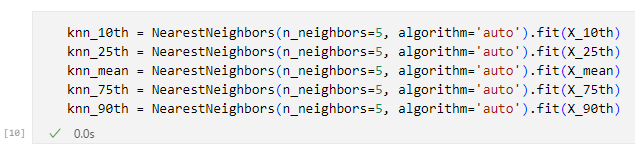 knn_10th = NearestNeighbors(n_neighbors=5, algorithm='auto').fit(X_10th)
knn_25th = NearestNeighbors(n_neighbors=5, algorithm='auto').fit(X_25th)
knn_mean = NearestNeighbors(n_neighbors=5, algorithm='auto').fit(X_mean)
knn_75th = NearestNeighbors(n_neighbors=5, algorithm='auto').fit(X_75th)
knn_90th = NearestNeighbors(n_neighbors=5, algorithm='auto').fit(X_90th)
[10] ✓ 0.0s